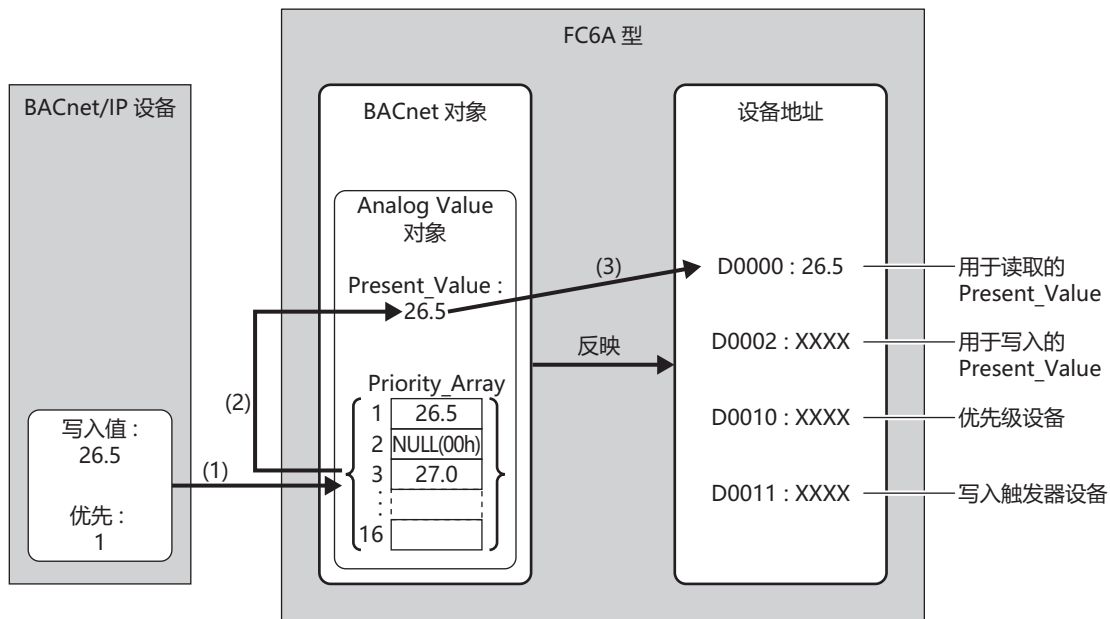 FC6A 型
BACnet/IP 设备
BACnet 对象
设备地址
Analog Value
对象
Present_Value :
26.5
Priority_Array
1 26.5
2 NULL(00h)
3 27.0
:
:
16
写入值 :
26.5
优先 :
1
(1)
(2)
(3)
反映
D0000 : 26.5
用于读取的
Present_Value
D0002 : XXXX
用于写入的
Present_Value
D0010 : XXXX
优先级设备
D0011 : XXXX
写入触发器设备